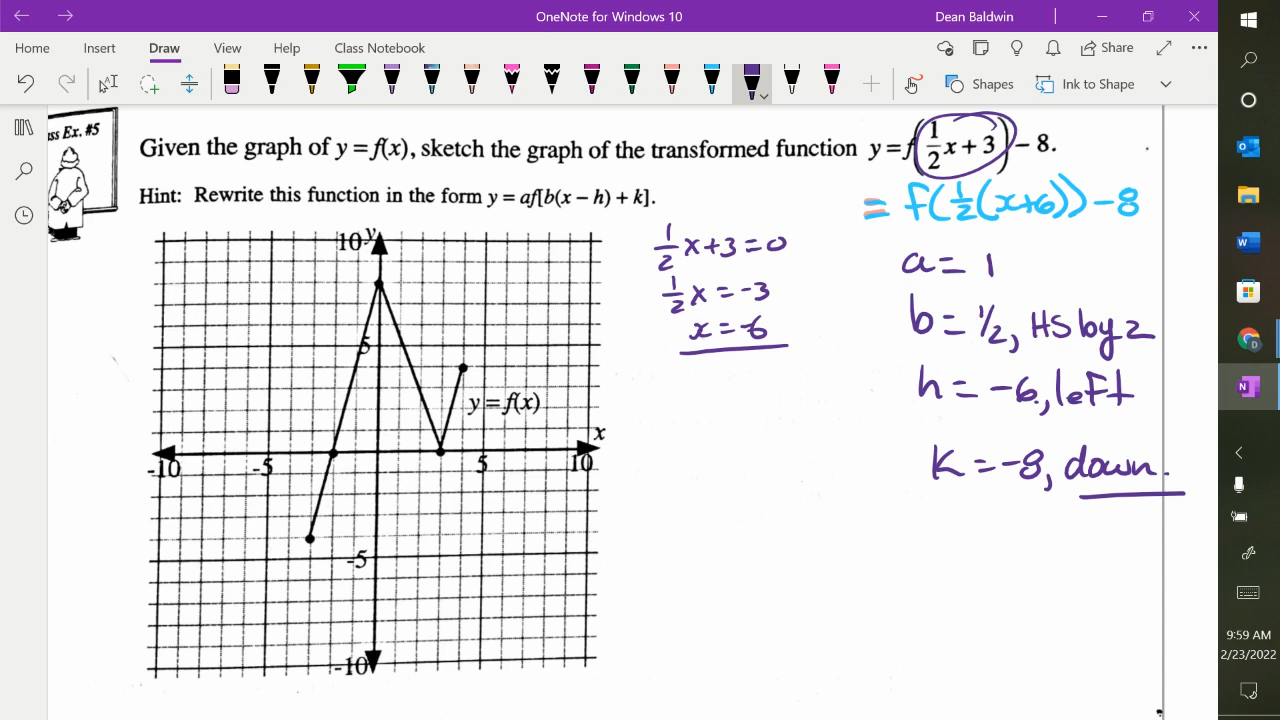 OneNote for Windows 10
Dean Baldwin
Home Insert Draw View Help Class Notebook
Share
Shapes
Ink to Shape
ss Ex. #5
Given the graph of y = f(x), sketch the graph of the transformed function y = f(1/2 x + 3) − 8.
Hint: Rewrite this function in the form y = af[b(x − h) + k].
= f(1/2(x+6)) − 8
1/2 x + 3 = 0
1/2 x = −3
x = −6
a = 1
b = 1/2, HS by 2
h = −6, left
K = −8, down.
10 y
5
y = f(x)
x
-10 -5 5 10
-5
-10
9:59 AM
2/23/2022